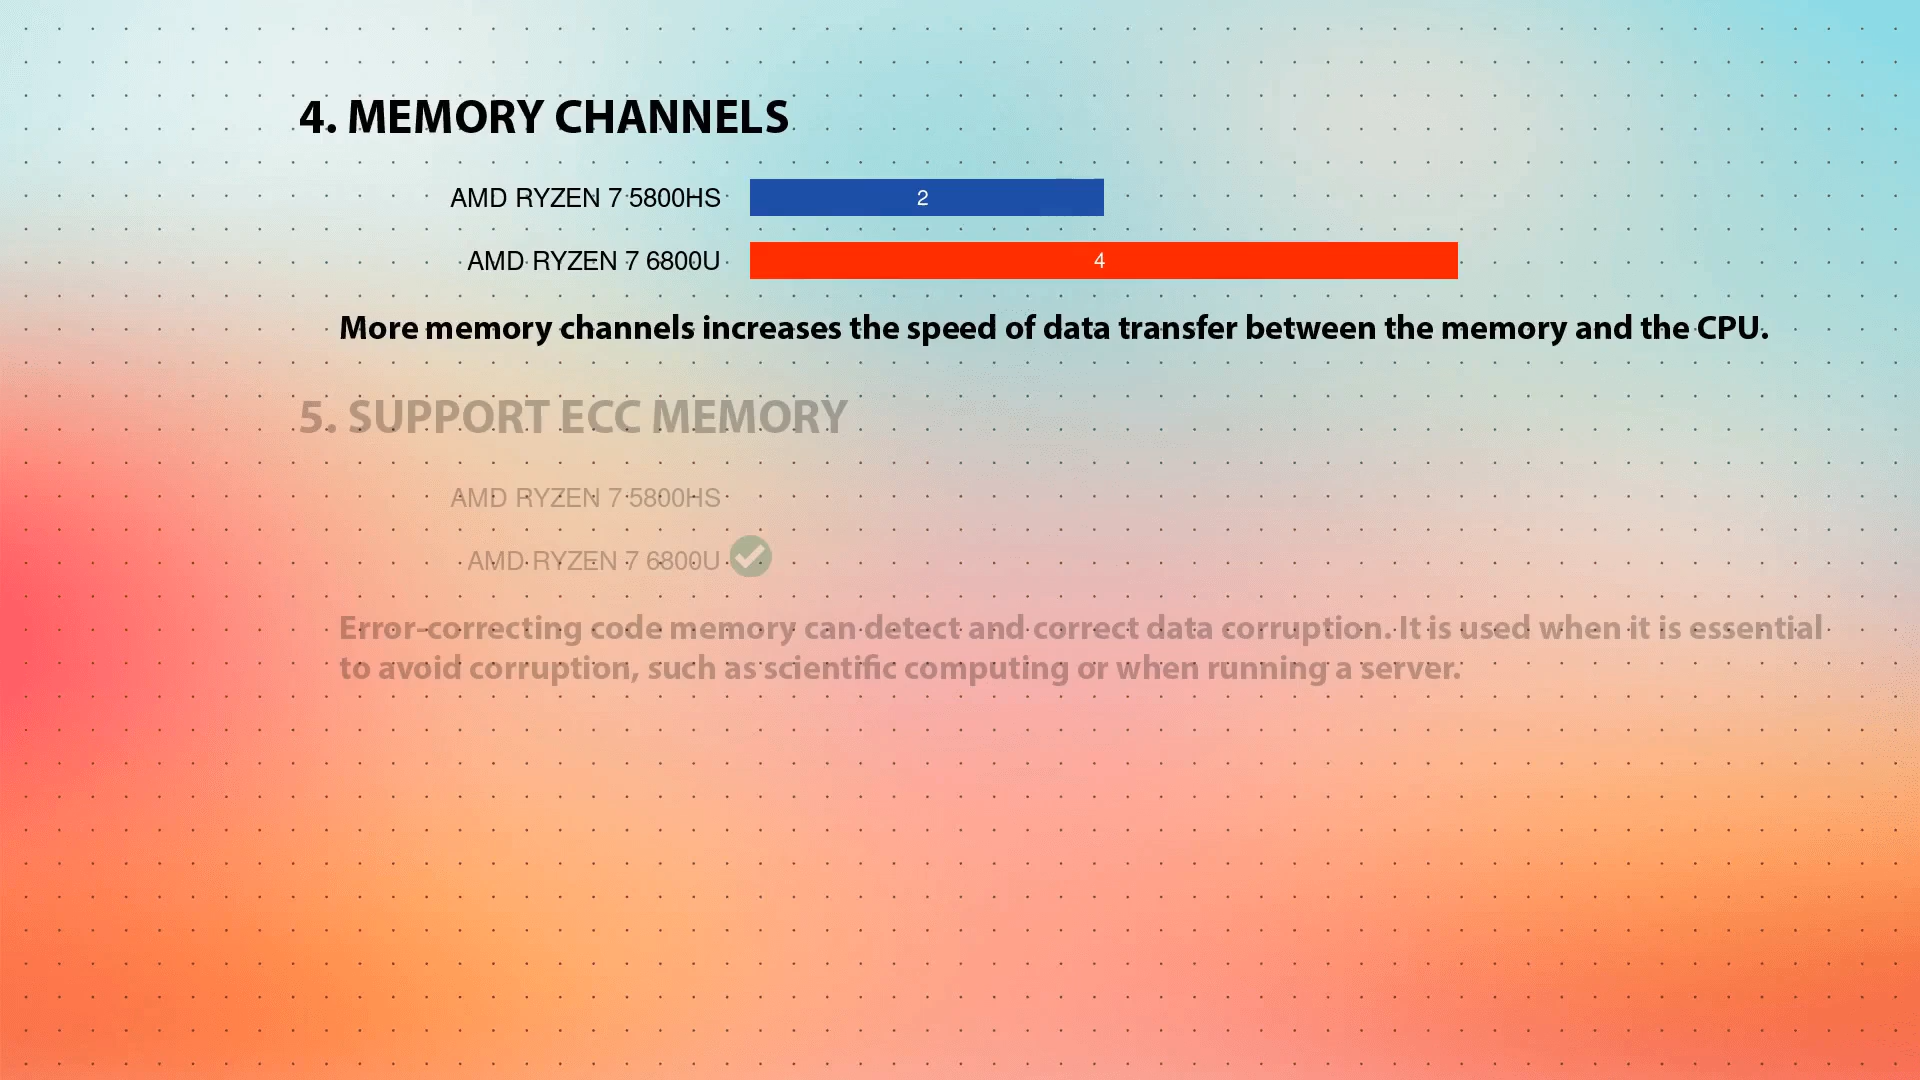 4. MEMORY CHANNELS
AMD RYZEN 7 5800HS
2
AMD RYZEN 7 6800U
4
More memory channels increases the speed of data transfer between the memory and the CPU.
5. SUPPORT ECC MEMORY
AMD RYZEN 7 5800HS
AMD RYZEN 7 6800U
Error-correcting code memory can detect and correct data corruption. It is used when it is essential
to avoid corruption, such as scientific computing or when running a server.